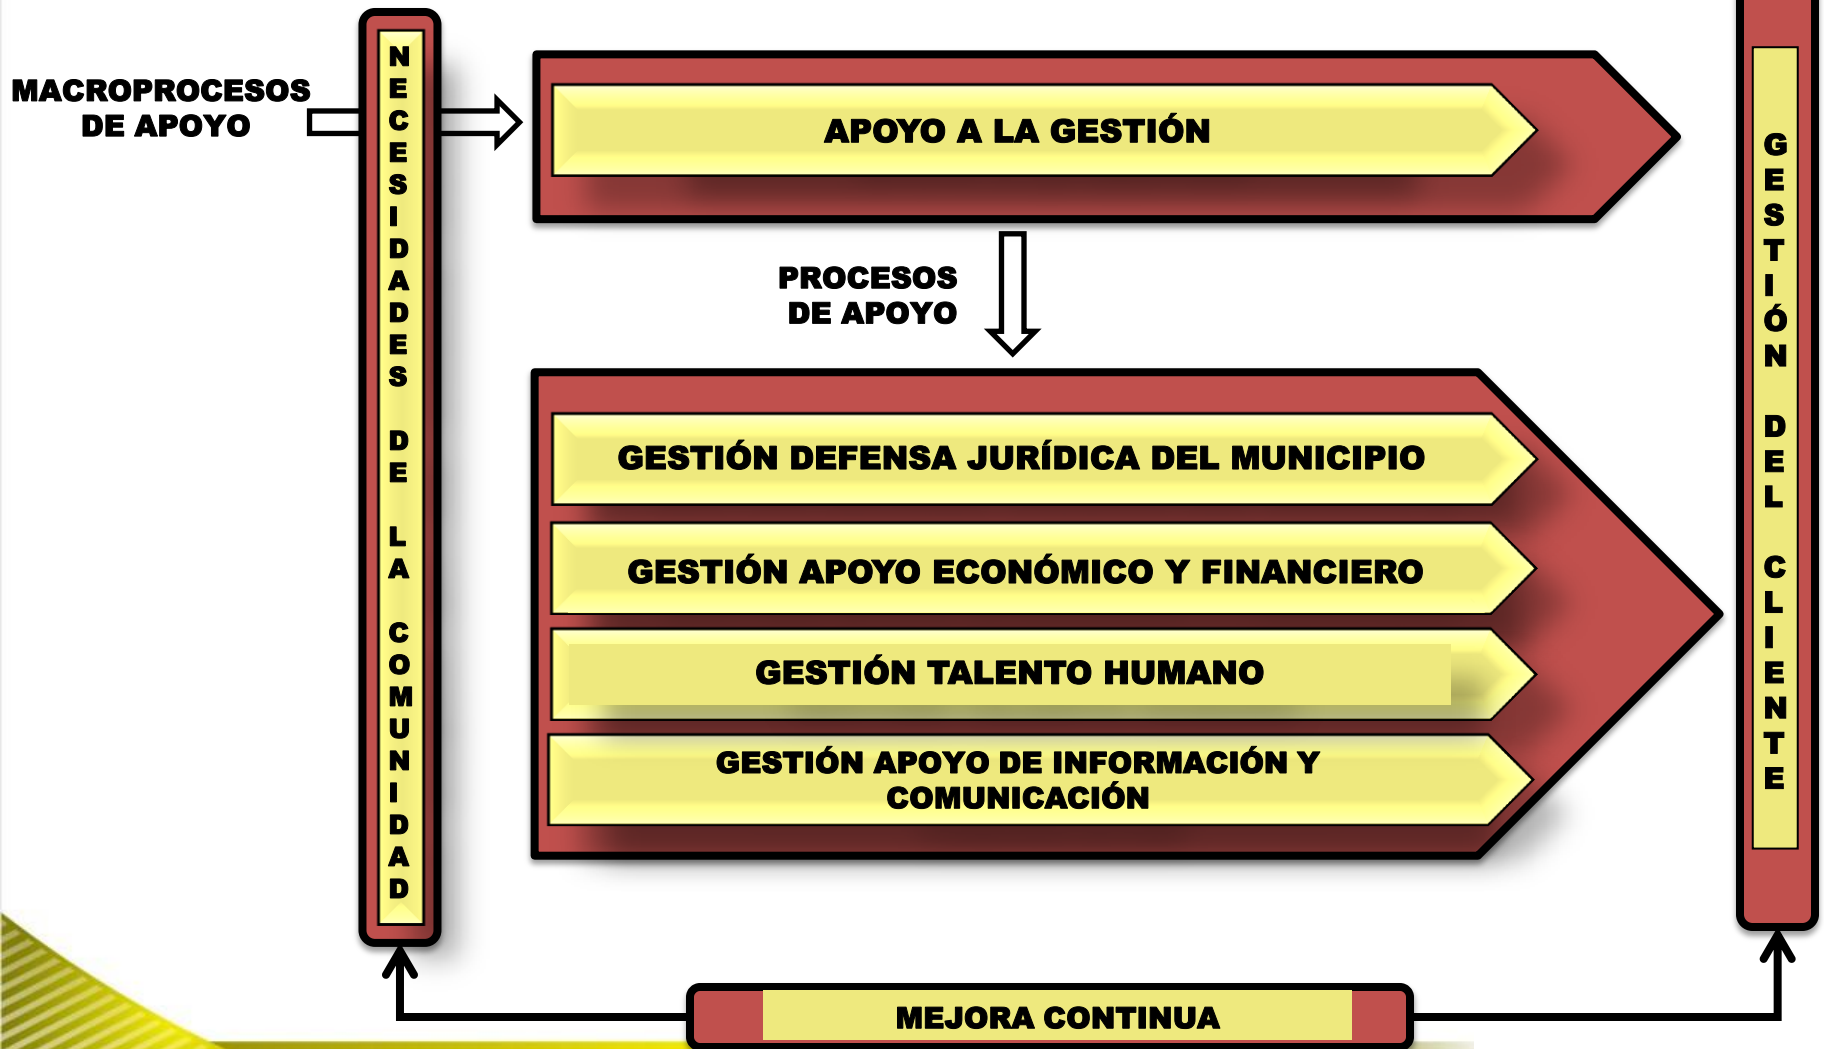 MACROPROCESOS
DE APOYO
NECESIDADES DE LA COMUNIDAD
APOYO A LA GESTIÓN
PROCESOS
DE APOYO
GESTIÓN DEFENSA JURÍDICA DEL MUNICIPIO
GESTIÓN APOYO ECONÓMICO Y FINANCIERO
GESTIÓN TALENTO HUMANO
GESTIÓN APOYO DE INFORMACIÓN Y
COMUNICACIÓN
GESTIÓN DEL CLIENTE
MEJORA CONTINUA